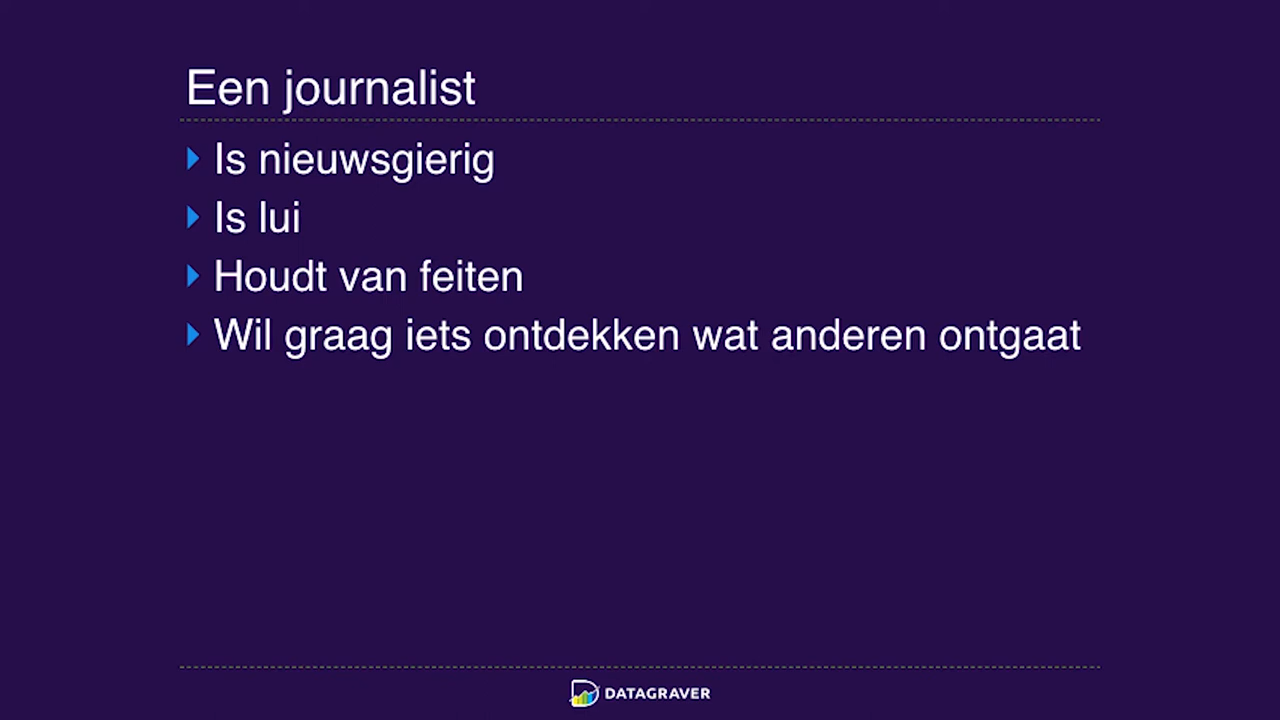 Een journalist
Is nieuwsgierig
Is lui
Houdt van feiten
Wil graag iets ontdekken wat anderen ontgaat
DATAGRAVER